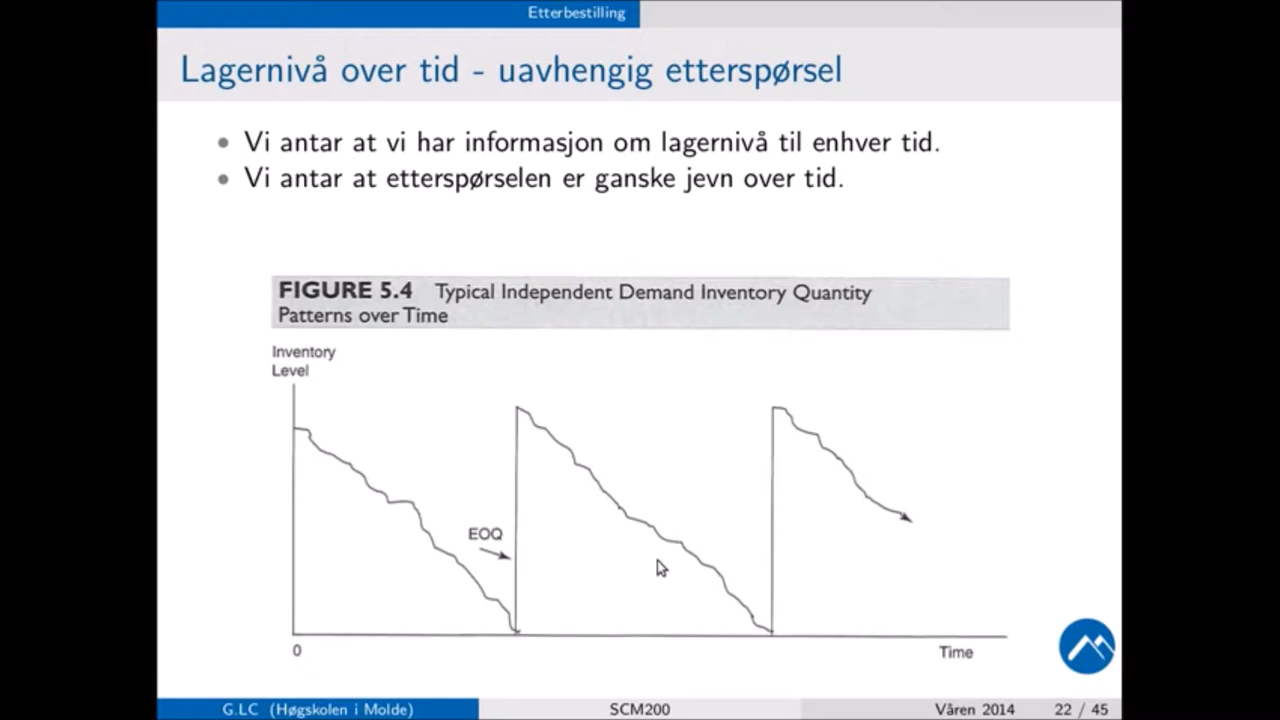 Etterbestilling
Lagernivå over tid - uavhengig etterspørsel
• Vi antar at vi har informasjon om lagernivå til enhver tid.
• Vi antar at etterspørselen er ganske jevn over tid.
FIGURE 5.4 Typical Independent Demand Inventory Quantity
Patterns over Time
Inventory
Level
EOQ
0
Time
G.LC (Høgskolen i Molde)
SCM200
Våren 2014
22 / 45